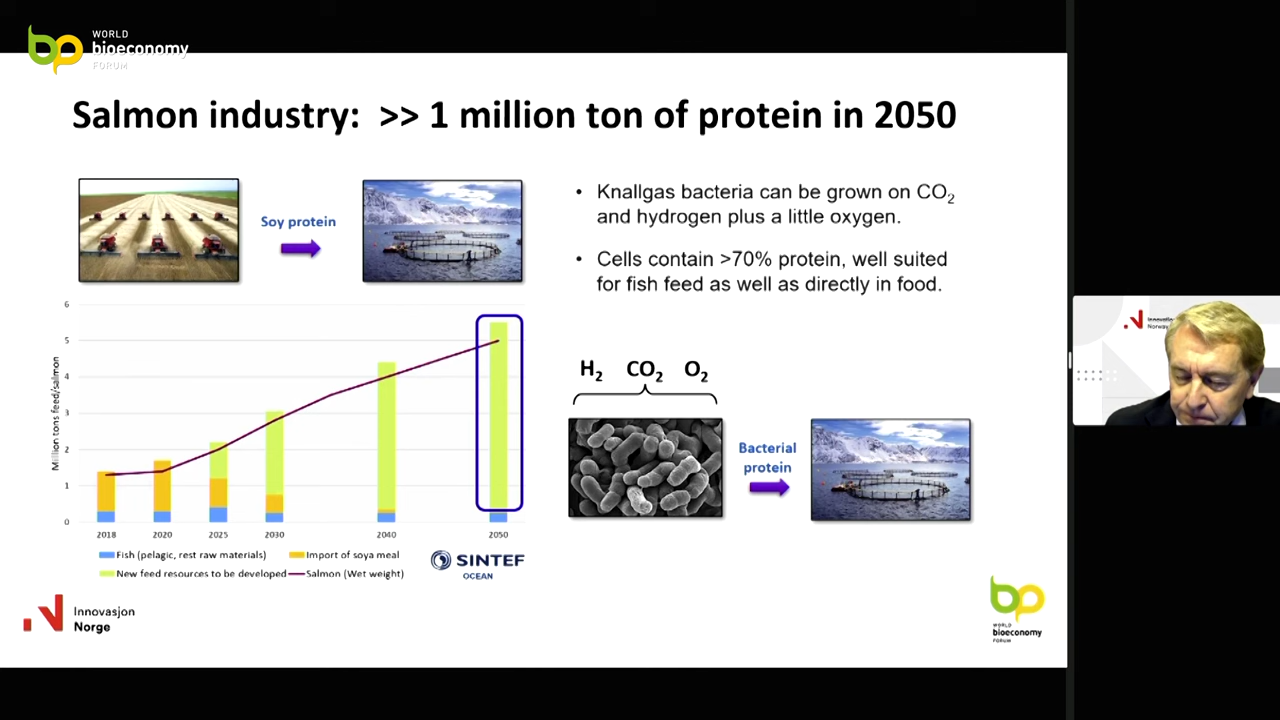 WORLD
bioeconomy
FORUM
Salmon industry: >> 1 million ton of protein in 2050
Soy protein
• Knallgas bacteria can be grown on CO₂
and hydrogen plus a little oxygen.
• Cells contain >70% protein, well suited
for fish feed as well as directly in food.
Million tons feed/salmon
6
5
4
3
2
1
0
2018 2020 2025 2030 2040 2050
Fish (pelagic, rest raw materials) Import of soya meal
New feed resources to be developed Salmon (Wet weight)
SINTEF
OCEAN
H₂ CO₂ O₂
Bacterial
protein
Innovasjon
Norge
WORLD
bioeconomy
FORUM
Norway